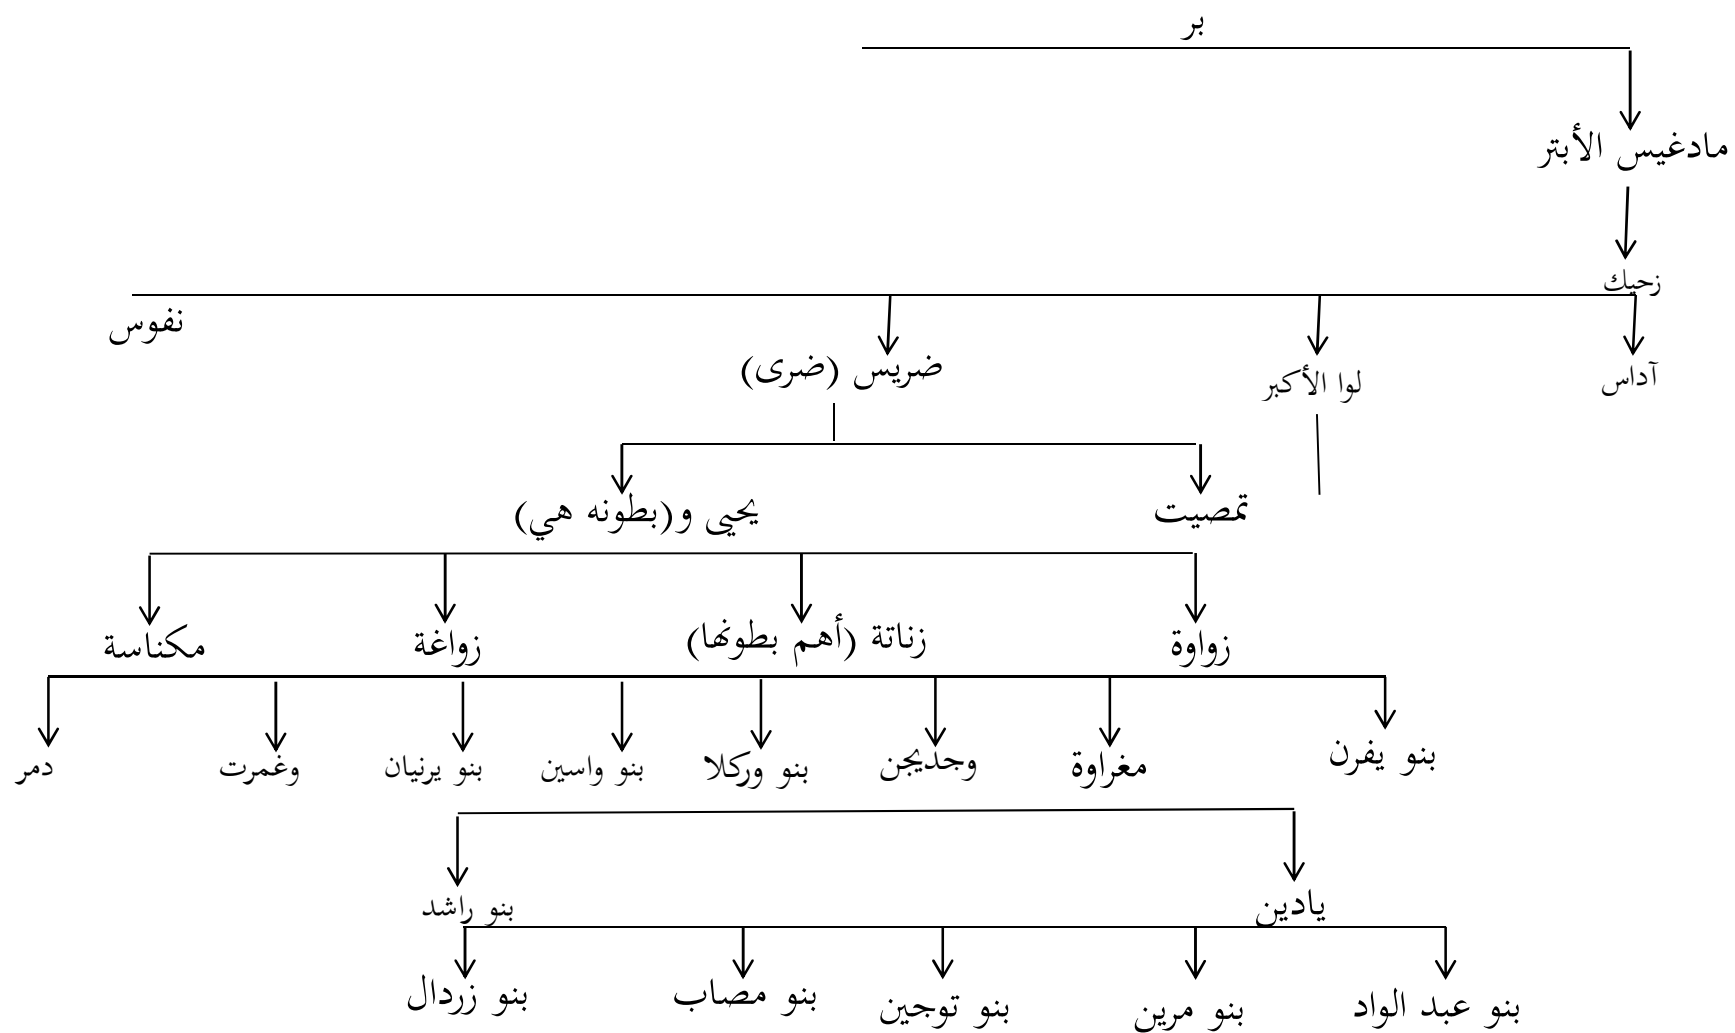 بر
مادغيس الأبتر
زحيك
نفوس
ضريس (ضرى)
لوا الأكبر
آداس
يحيى و(بطونه هي)
تمصيت
زواوة
زناتة (أهم بطونها)
زواغة
مكناسة
بنو يفرن
مغراوة
وجديجن
بنو وركلا
بنو واسين
بنو يرنيان
وغمرت
دمر
يادين
بنو راشد
بنو عبد الواد
بنو مرين
بنو توجين
بنو مصاب
بنو زردال